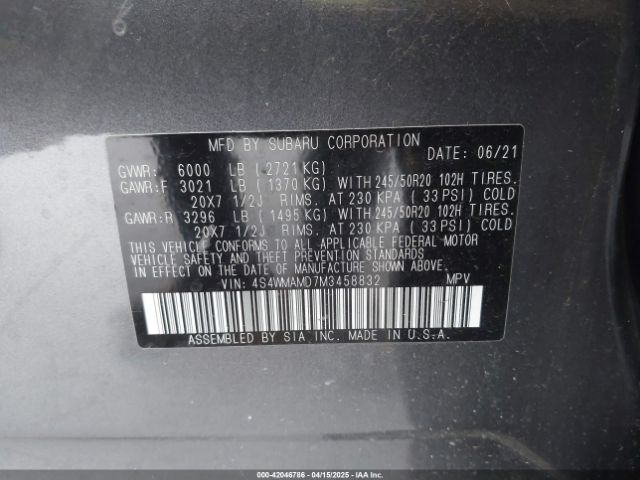 MFD BY SUBARU CORPORATION
DATE: 06/21
GVWR: 6000 LB ( 2721 KG)
GAWR:F 3021 LB ( 1370 KG) WITH 245/50R20 102H TIRES.
20X7 1/2J RIMS. AT 230 KPA ( 33 PSI) COLD
GAWR:R 3296 LB ( 1495 KG) WITH 245/50R20 102H TIRES.
20X7 1/2J RIMS. AT 230 KPA ( 33 PSI) COLD
THIS VEHICLE CONFORMS TO ALL APPLICABLE FEDERAL MOTOR
VEHICLE SAFETY AND THEFT PREVENTION STANDARDS
IN EFFECT ON THE DATE OF MANUFACTURE SHOWN ABOVE.
VIN: 4S4WMAMD7M3458832 MPV
ASSEMBLED BY SIA INC. MADE IN U.S.A.
000-42046786 - 04/15/2025 - IAAI.COM